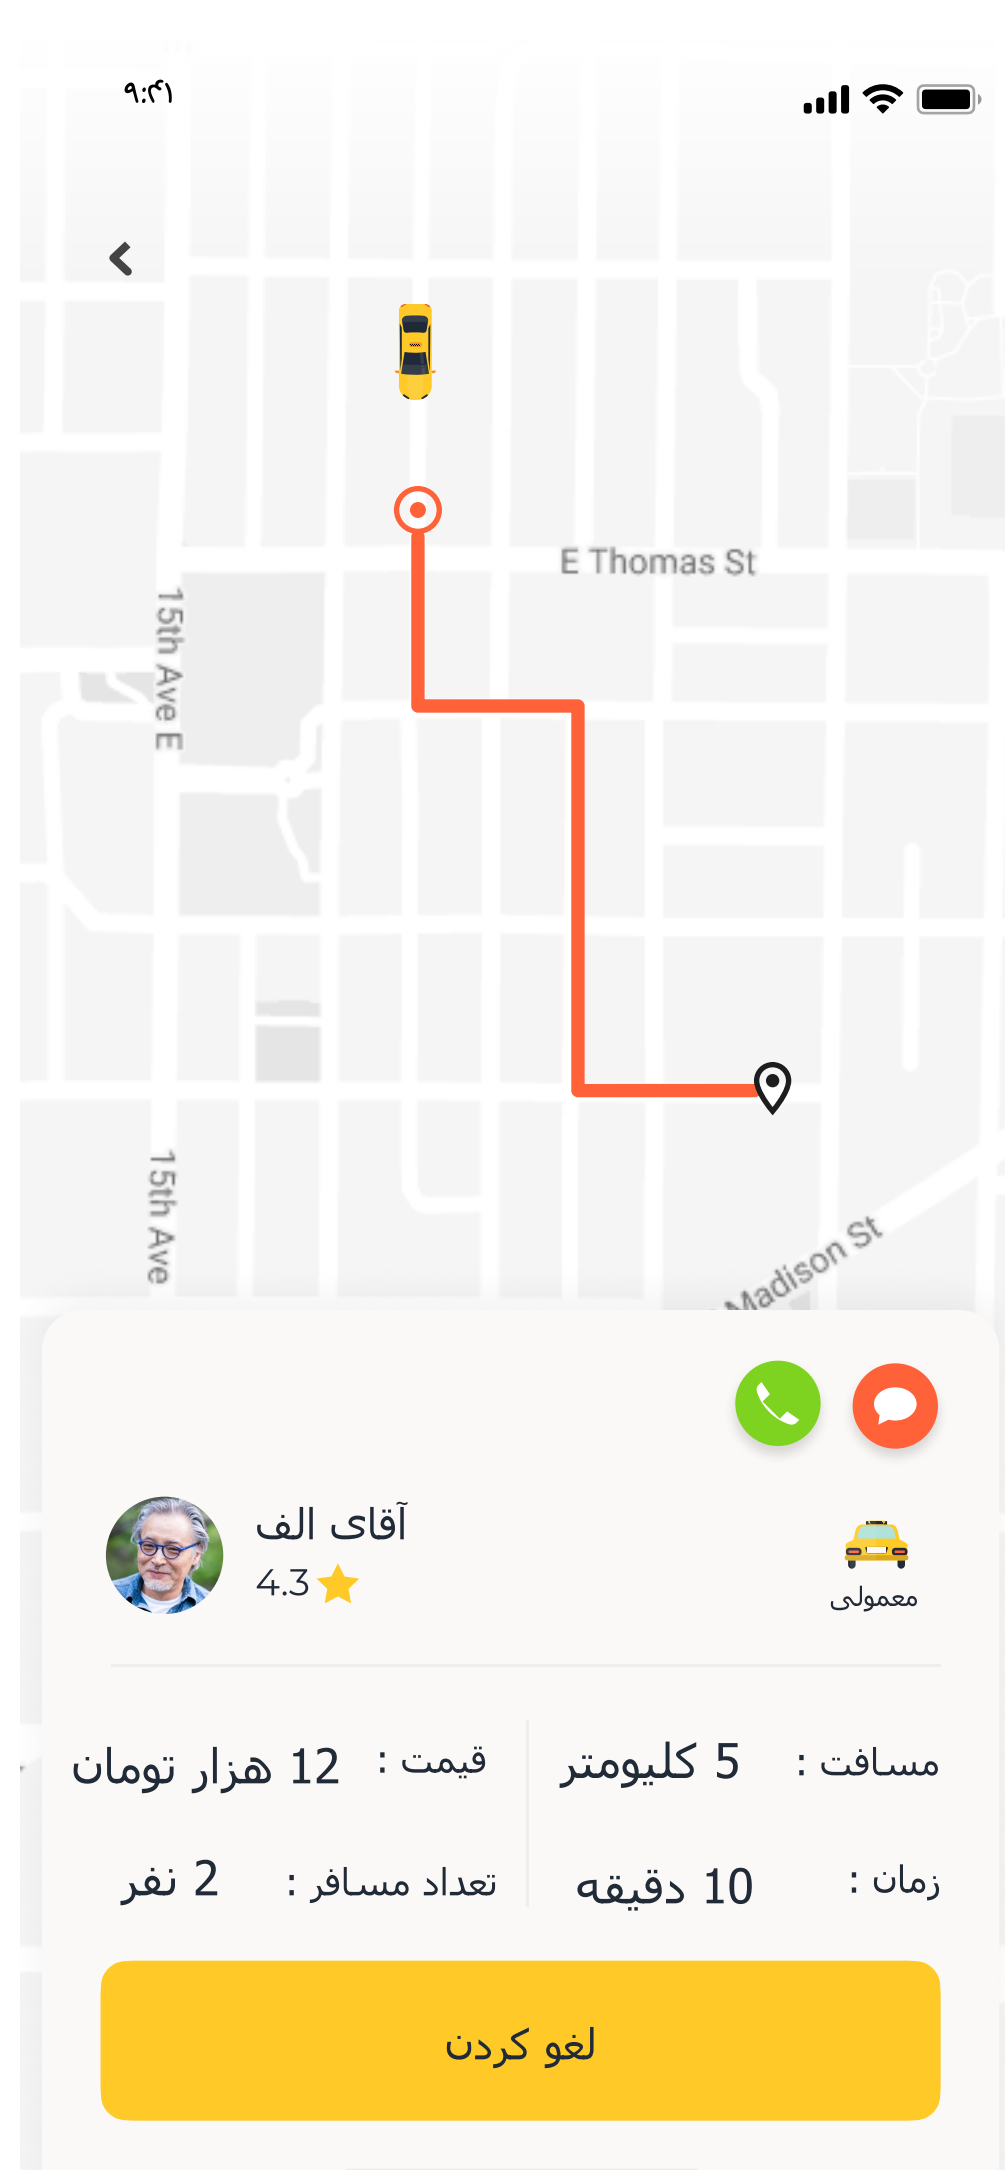 ۹:۴۱
E Thomas St
15th Ave E
15th Ave
Madison St
آقای الف
4.3
معمولی
مسافت : 5 کلیومتر
قیمت : 12 هزار تومان
زمان : 10 دقیقه
تعداد مسافر : 2 نفر
لغو کردن